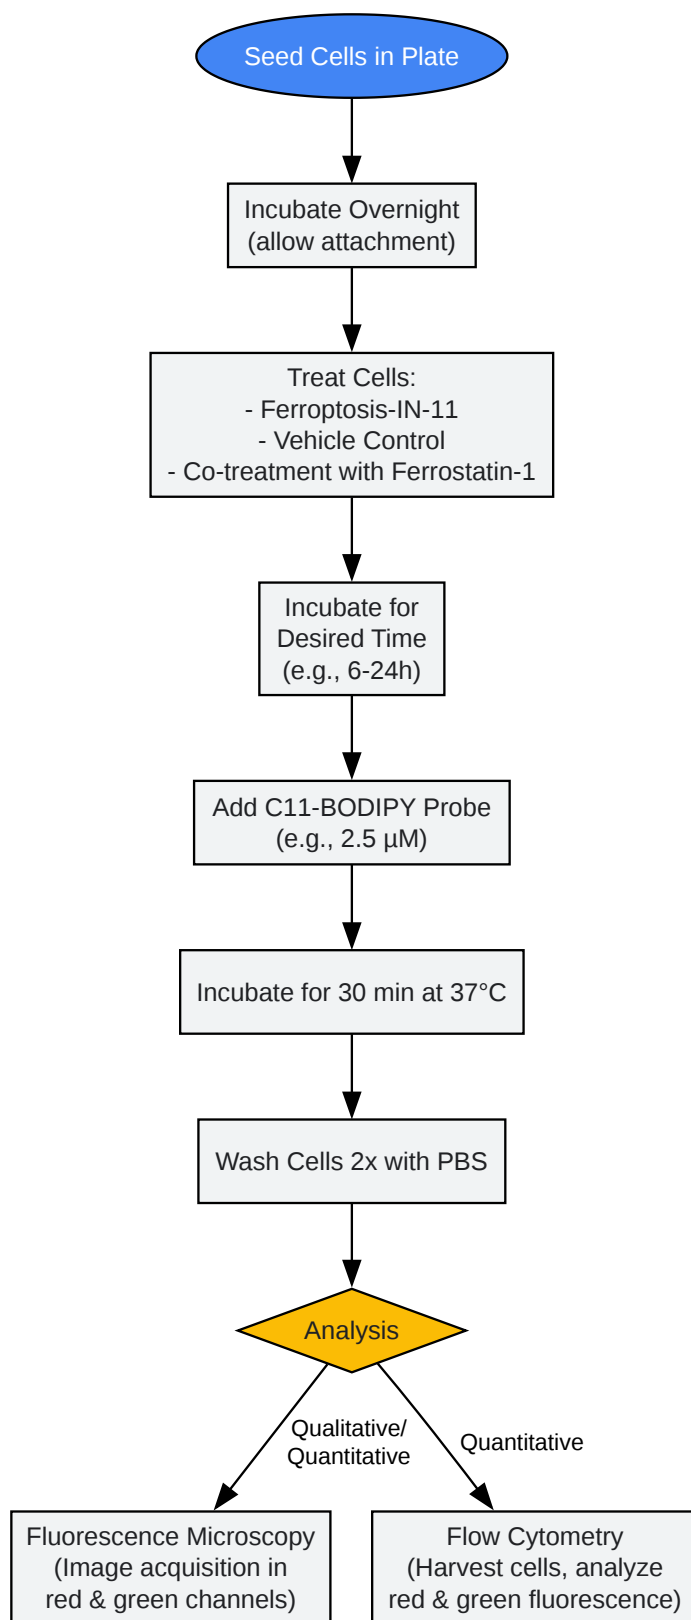 Seed Cells in Plate
Incubate Overnight
(allow attachment)
Treat Cells:
- Ferroptosis-IN-11
- Vehicle Control
- Co-treatment with Ferrostatin-1
Incubate for
Desired Time
(e.g., 6-24h)
Add C11-BODIPY Probe
(e.g., 2.5 µM)
Incubate for 30 min at 37°C
Wash Cells 2x with PBS
Analysis
Qualitative/
Quantitative
Quantitative
Fluorescence Microscopy
(Image acquisition in
red & green channels)
Flow Cytometry
(Harvest cells, analyze
red & green fluorescence)